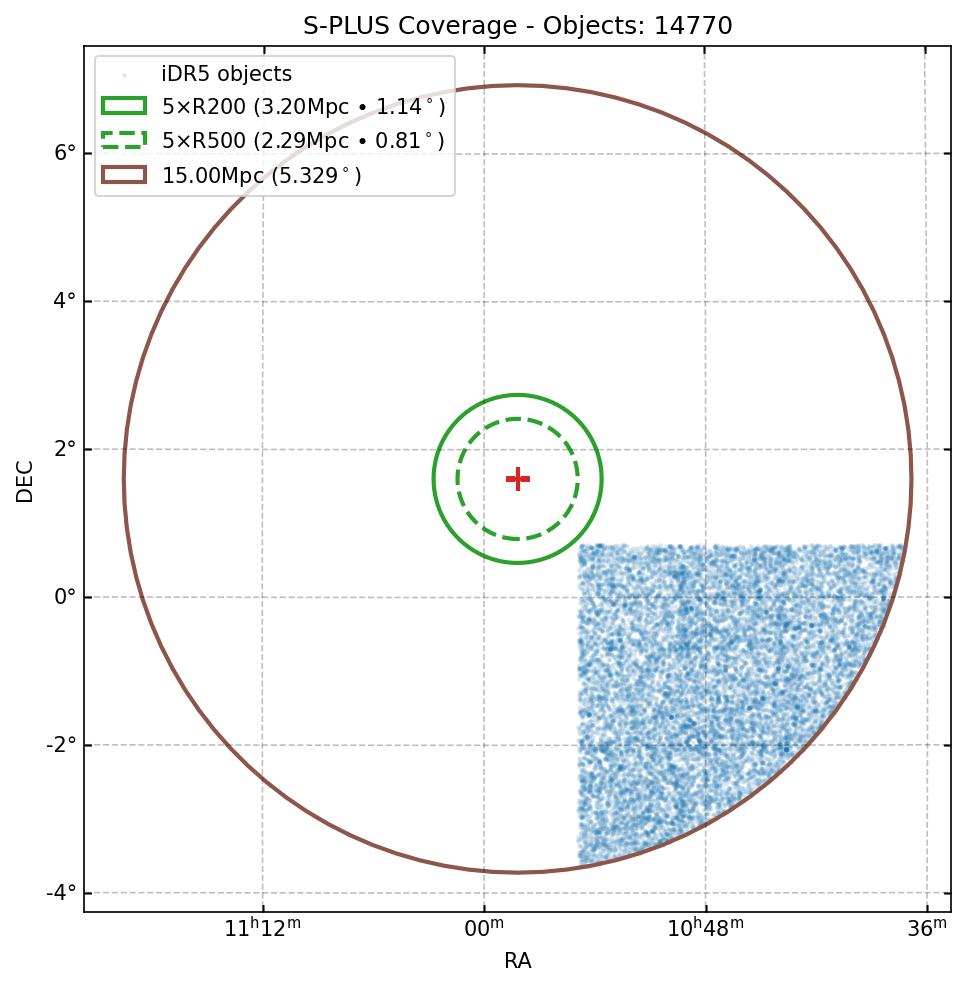 S-PLUS Coverage - Objects: 14770
iDR5 objects
5×R200 (3.20Mpc • 1.14°)
5×R500 (2.29Mpc • 0.81°)
15.00Mpc (5.329°)
6°
4°
2°
0°
-2°
-4°
DEC
11ʰ12ᵐ 00ᵐ 10ʰ48ᵐ 36ᵐ
RA